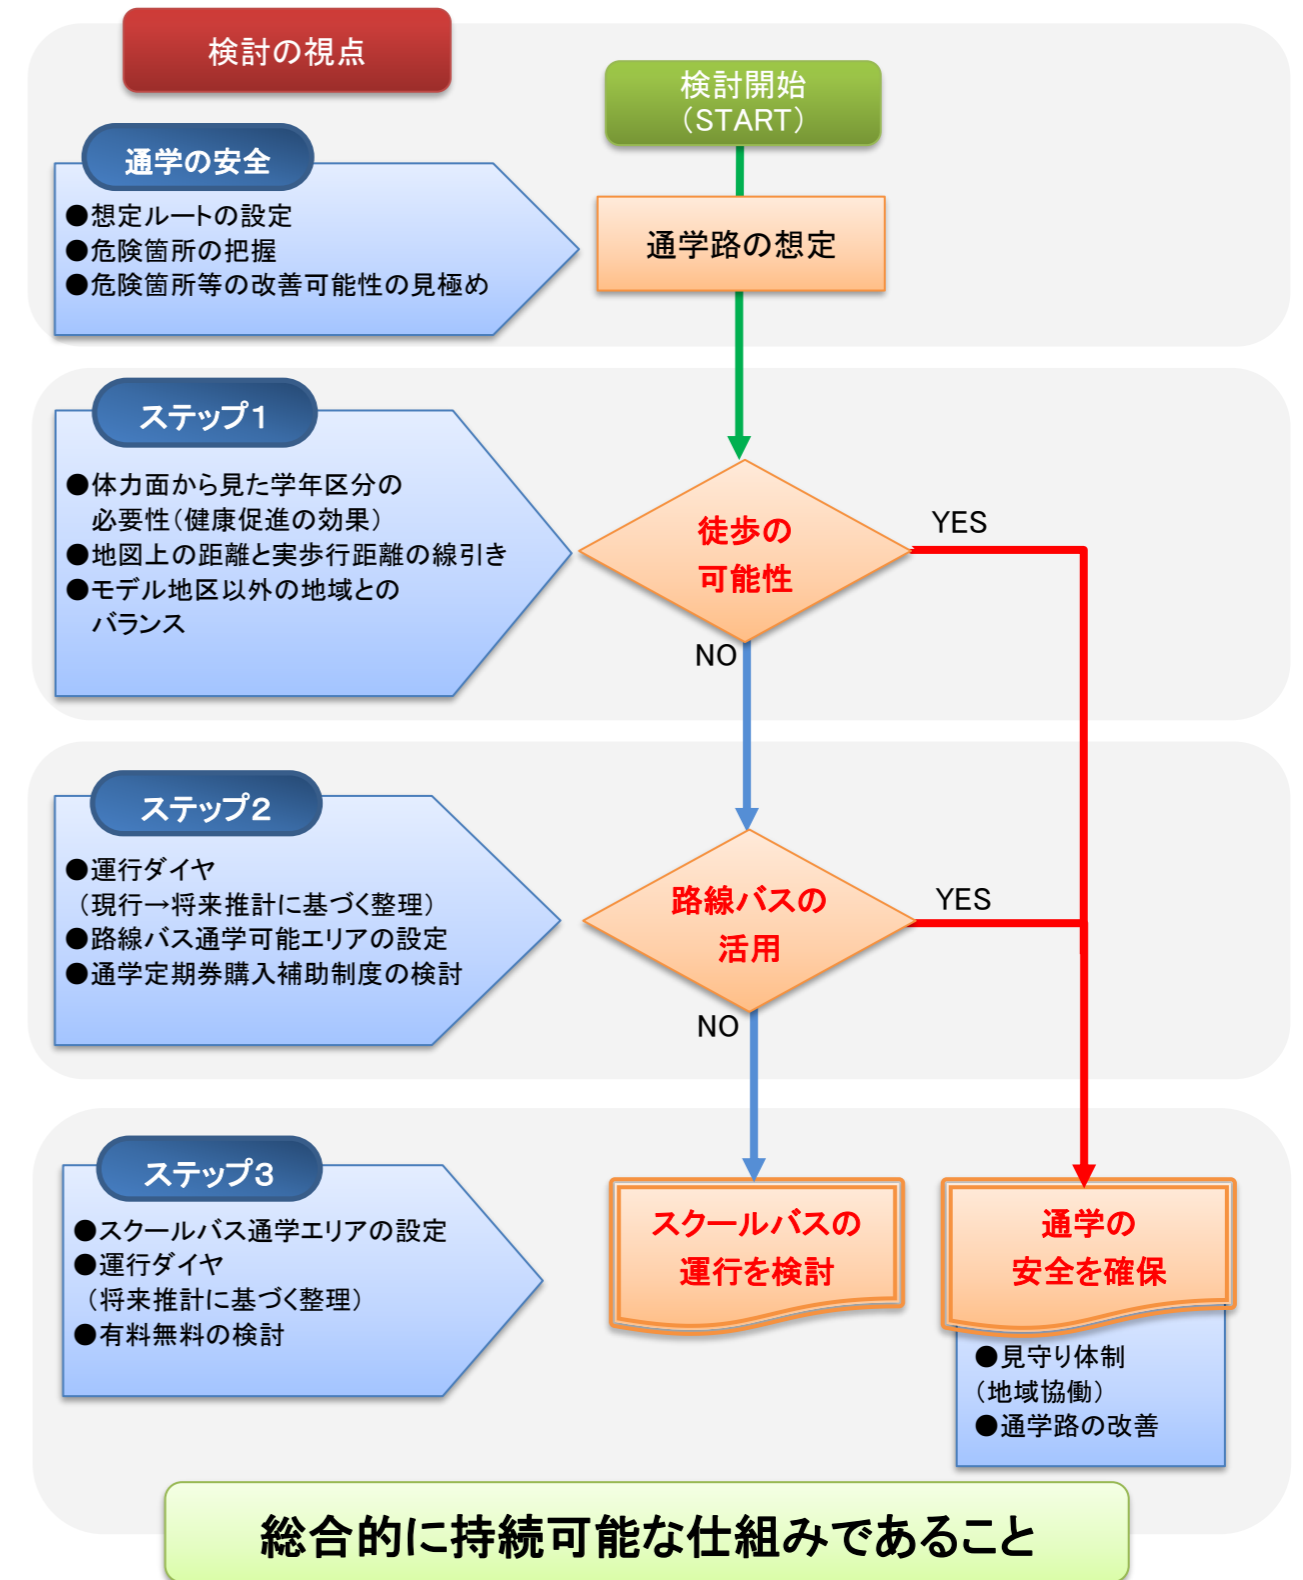 検討の視点
検討開始
（START）
通学の安全
●想定ルートの設定
●危険箇所の把握
●危険箇所等の改善可能性の見極め
通学路の想定
ステップ１
●体力面から見た学年区分の
必要性（健康促進の効果）
●地図上の距離と実歩行距離の線引き
●モデル地区以外の地域との
バランス
徒歩の
可能性
YES
NO
ステップ２
●運行ダイヤ
（現行→将来推計に基づく整理）
●路線バス通学可能エリアの設定
●通学定期券購入補助制度の検討
路線バスの
活用
YES
NO
ステップ３
●スクールバス通学エリアの設定
●運行ダイヤ
（将来推計に基づく整理）
●有料無料の検討
スクールバスの
運行を検討
通学の
安全を確保
●見守り体制
（地域協働）
●通学路の改善
総合的に持続可能な仕組みであること